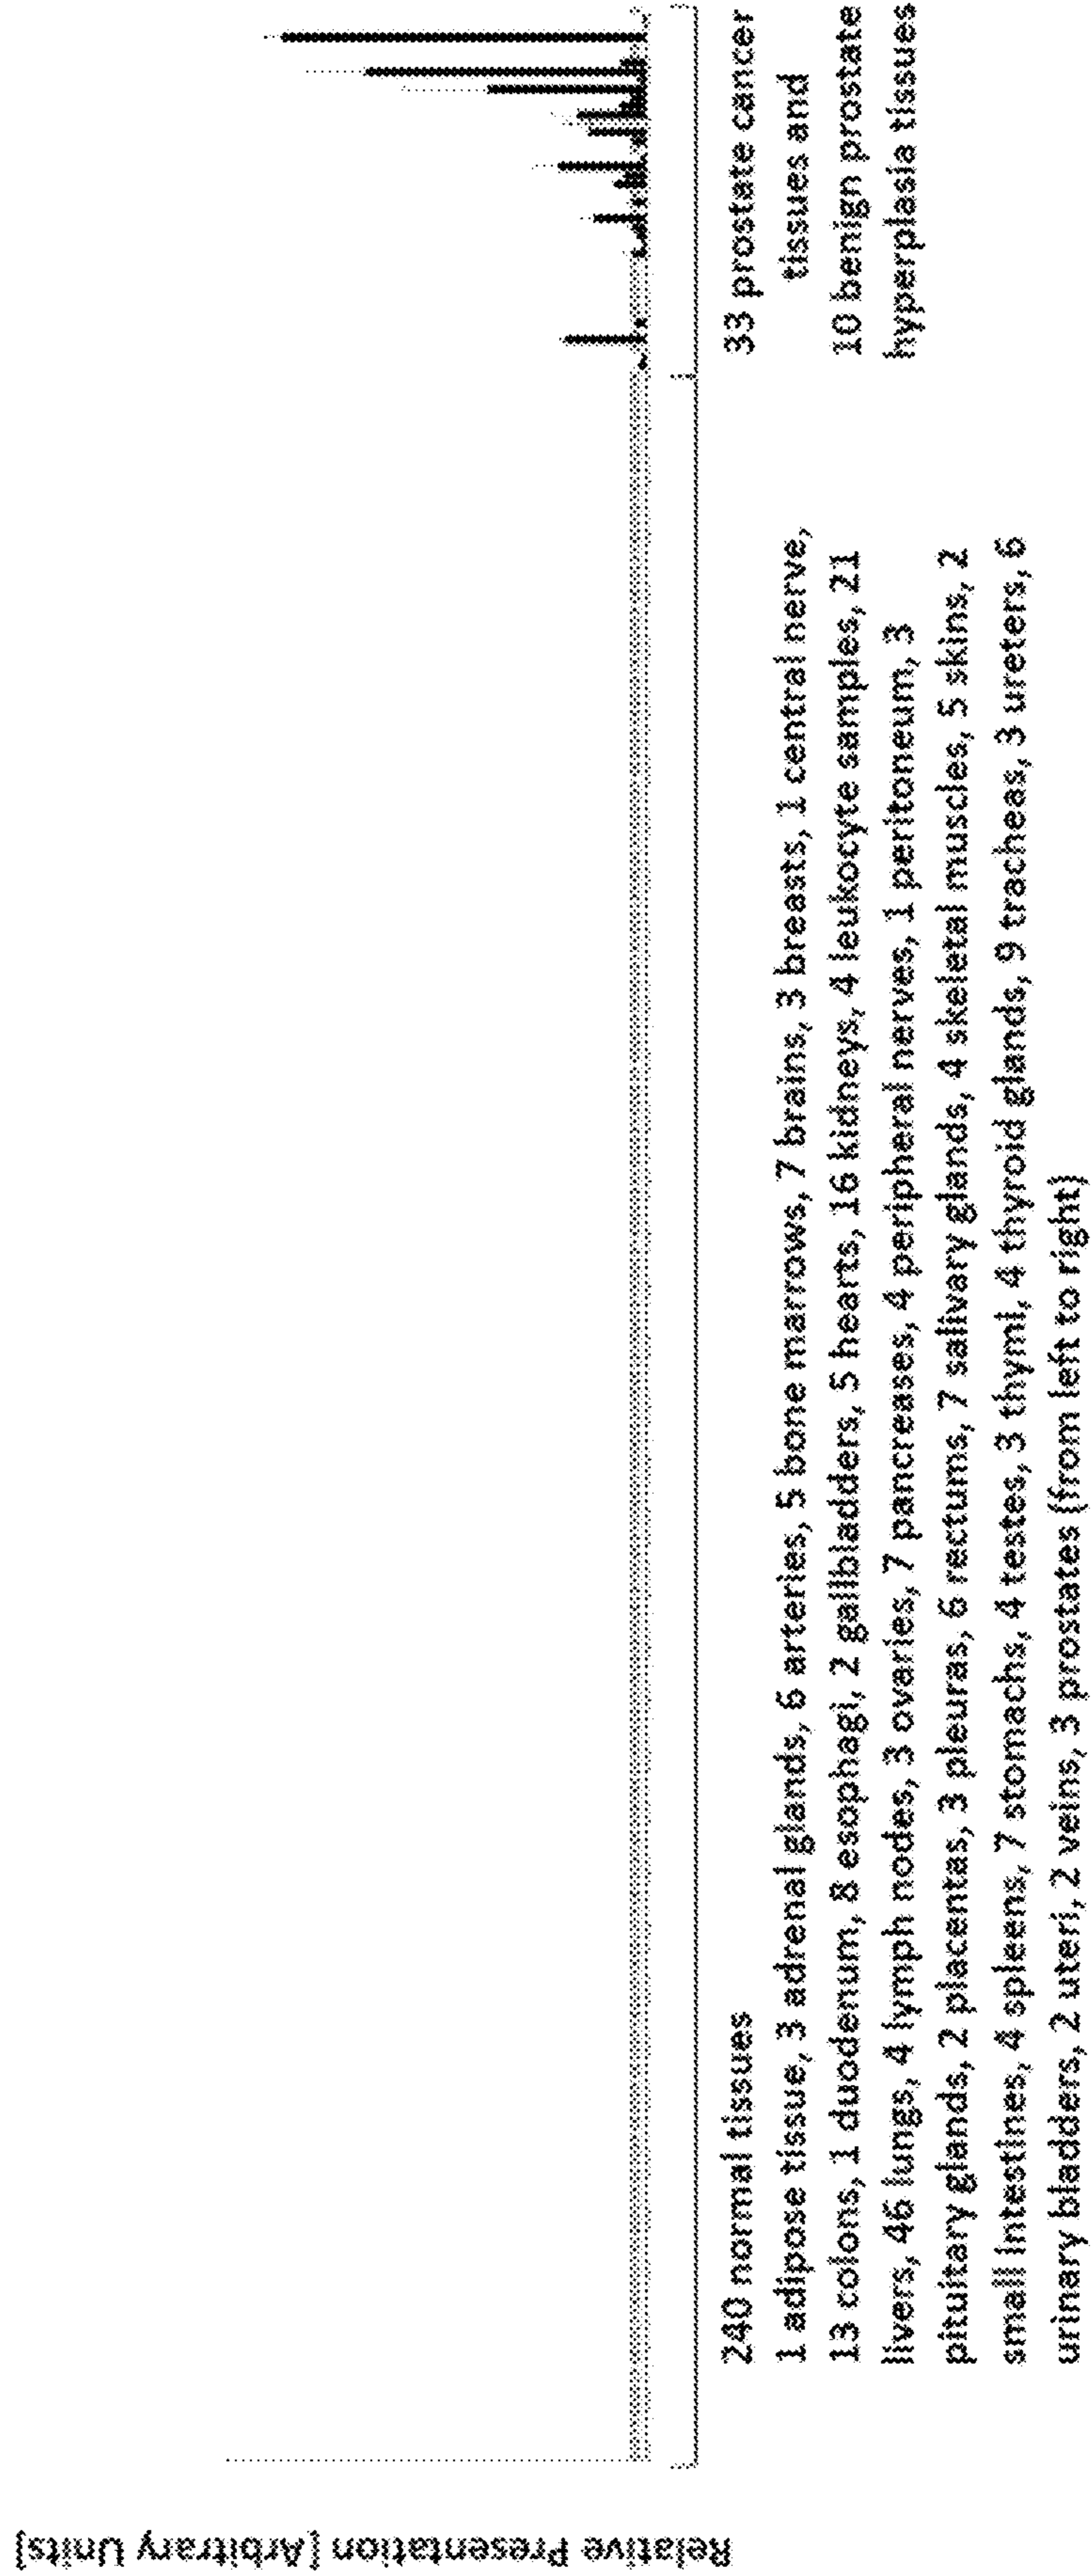 Relative Presentation [Arbitrary Units]
240 normal tissues
1 adipose tissue, 3 adrenal glands, 6 arteries, 5 bone marrows, 7 brains, 3 breasts, 1 central nerve,
13 colons, 1 duodenum, 8 esophagi, 2 gallbladders, 5 hearts, 16 kidneys, 4 leukocyte samples, 21
livers, 46 lungs, 4 lymph nodes, 3 ovaries, 7 pancreases, 4 peripheral nerves, 1 peritoneum, 3
pituitary glands, 2 placentas, 3 pleuras, 6 rectums, 7 salivary glands, 4 skeletal muscles, 5 skins, 2
small intestines, 4 spleens, 7 stomachs, 4 testes, 3 thymi, 4 thyroid glands, 9 tracheas, 3 ureters, 6
urinary bladders, 2 uteri, 2 veins, 3 prostates (from left to right)
33 prostate cancer
tissues and
10 benign prostate
hyperplasia tissues